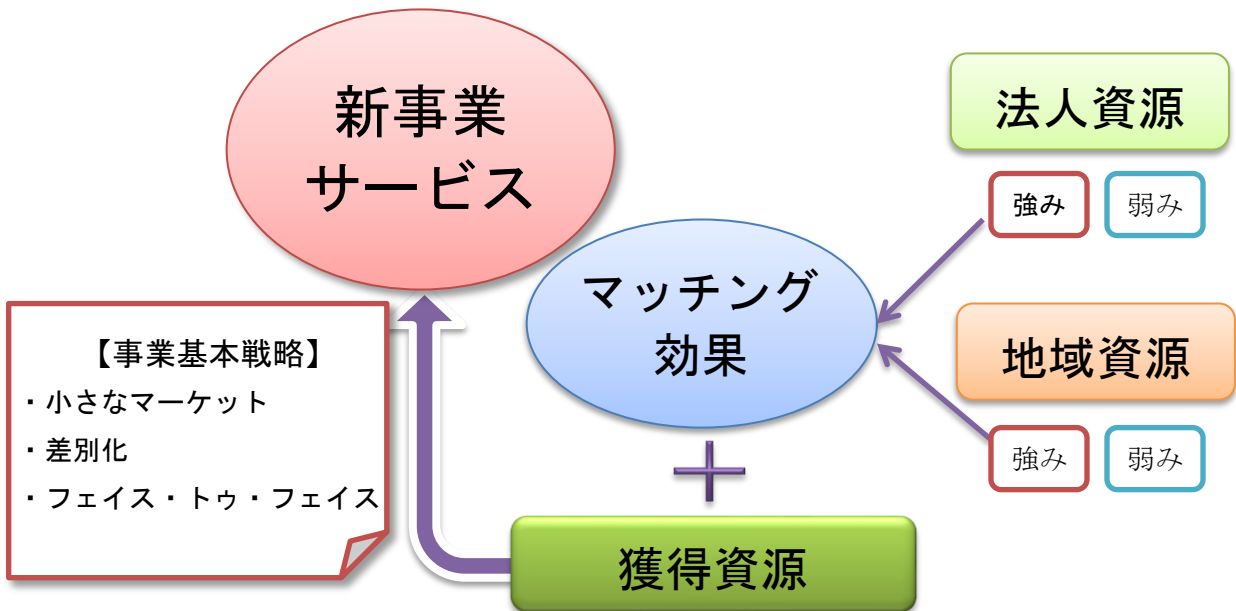 新事業
サービス
法人資源
強み
弱み
マッチング
効果
地域資源
強み
弱み
【事業基本戦略】
・小さなマーケット
・差別化
・フェイス・トゥ・フェイス
獲得資源